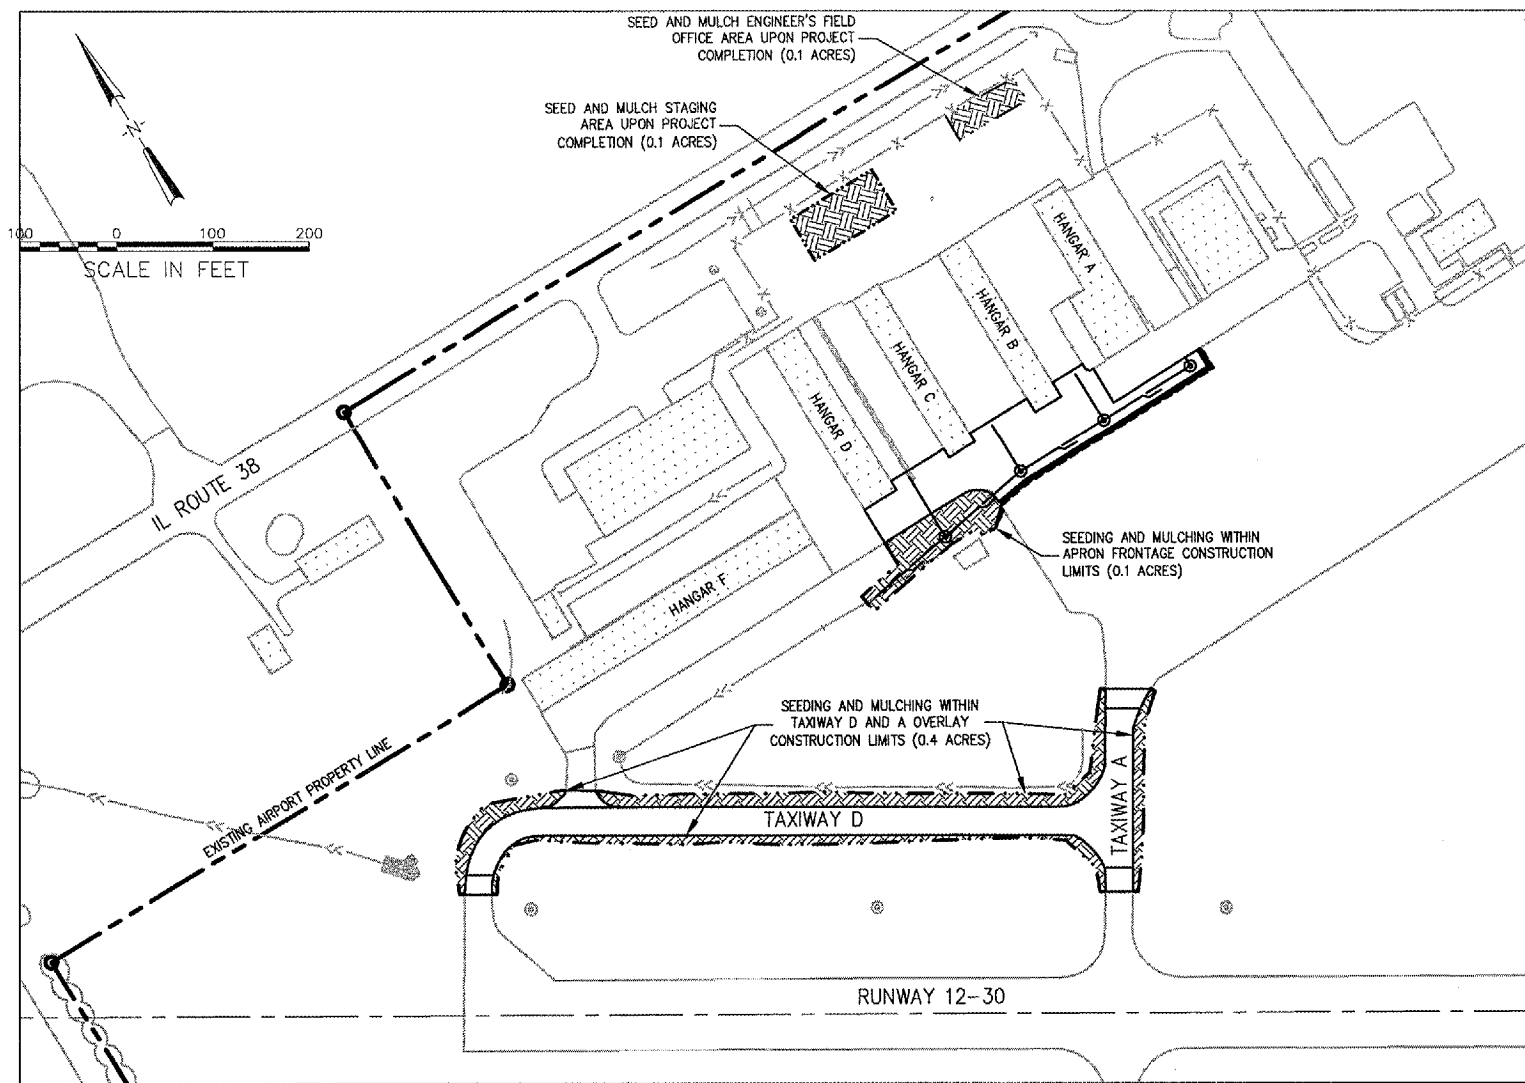 SEED AND MULCH ENGINEER'S FIELD
OFFICE AREA UPON PROJECT
COMPLETION (0.1 ACRES)
SEED AND MULCH STAGING
AREA UPON PROJECT
COMPLETION (0.1 ACRES)
-N-
100 0 100 200
SCALE IN FEET
HANGAR A
HANGAR B
HANGAR C
HANGAR D
IL ROUTE 38
SEEDING AND MULCHING WITHIN
APRON FRONTAGE CONSTRUCTION
LIMITS (0.1 ACRES)
HANGAR F
SEEDING AND MULCHING WITHIN
TAXIWAY D AND A OVERLAY
CONSTRUCTION LIMITS (0.4 ACRES)
EXISTING AIRPORT PROPERTY LINE
TAXIWAY D
TAXIWAY A
RUNWAY 12-30